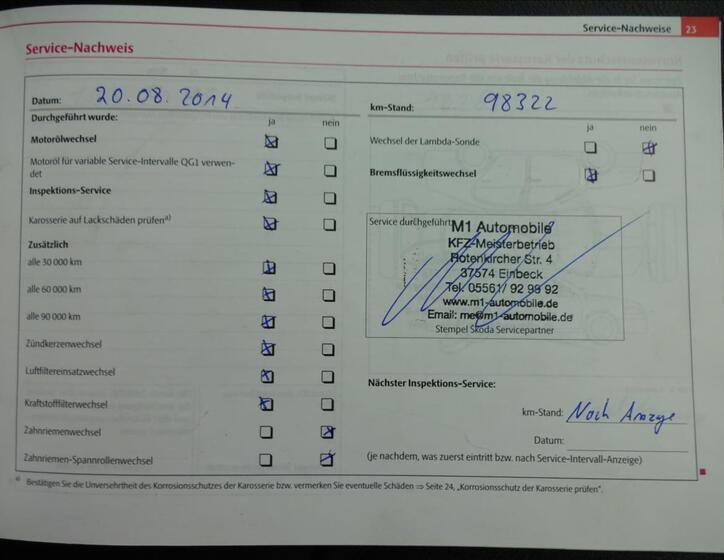 Service-Nachweise 23
Service-Nachweis
Datum: 20.08.2014
Durchgeführt wurde: ja nein
Motorölwechsel
Motoröl für variable Service-Intervalle QG1 verwen-
det
Inspektions-Service
Karosserie auf Lackschäden prüfen a)
Zusätzlich
alle 30 000 km
alle 60 000 km
alle 90 000 km
Zündkerzenwechsel
Luftfiltereinsatzwechsel
Kraftstofffilterwechsel
Zahnriemenwechsel
Zahnriemen-Spannrollenwechsel
km-Stand: 98322
ja nein
Wechsel der Lambda-Sonde
Bremsflüssigkeitswechsel
Service durchgeführt
M1 Automobile
KFZ-Meisterbetrieb
Rotenkircher Str. 4
37574 Einbeck
Tel. 05561/ 92 98 92
www.m1-automobile.de
Email: me@m1-automobile.de
Stempel Škoda Servicepartner
Nächster Inspektions-Service:
km-Stand: Nach Anzeige
Datum:
(je nachdem, was zuerst eintritt bzw. nach Service-Intervall-Anzeige)
a) Bestätigen Sie die Unversehrtheit des Korrosionsschutzes der Karosserie bzw. vermerken Sie eventuelle Schäden ⇒ Seite 24, „Korrosionsschutz der Karosserie prüfen“.